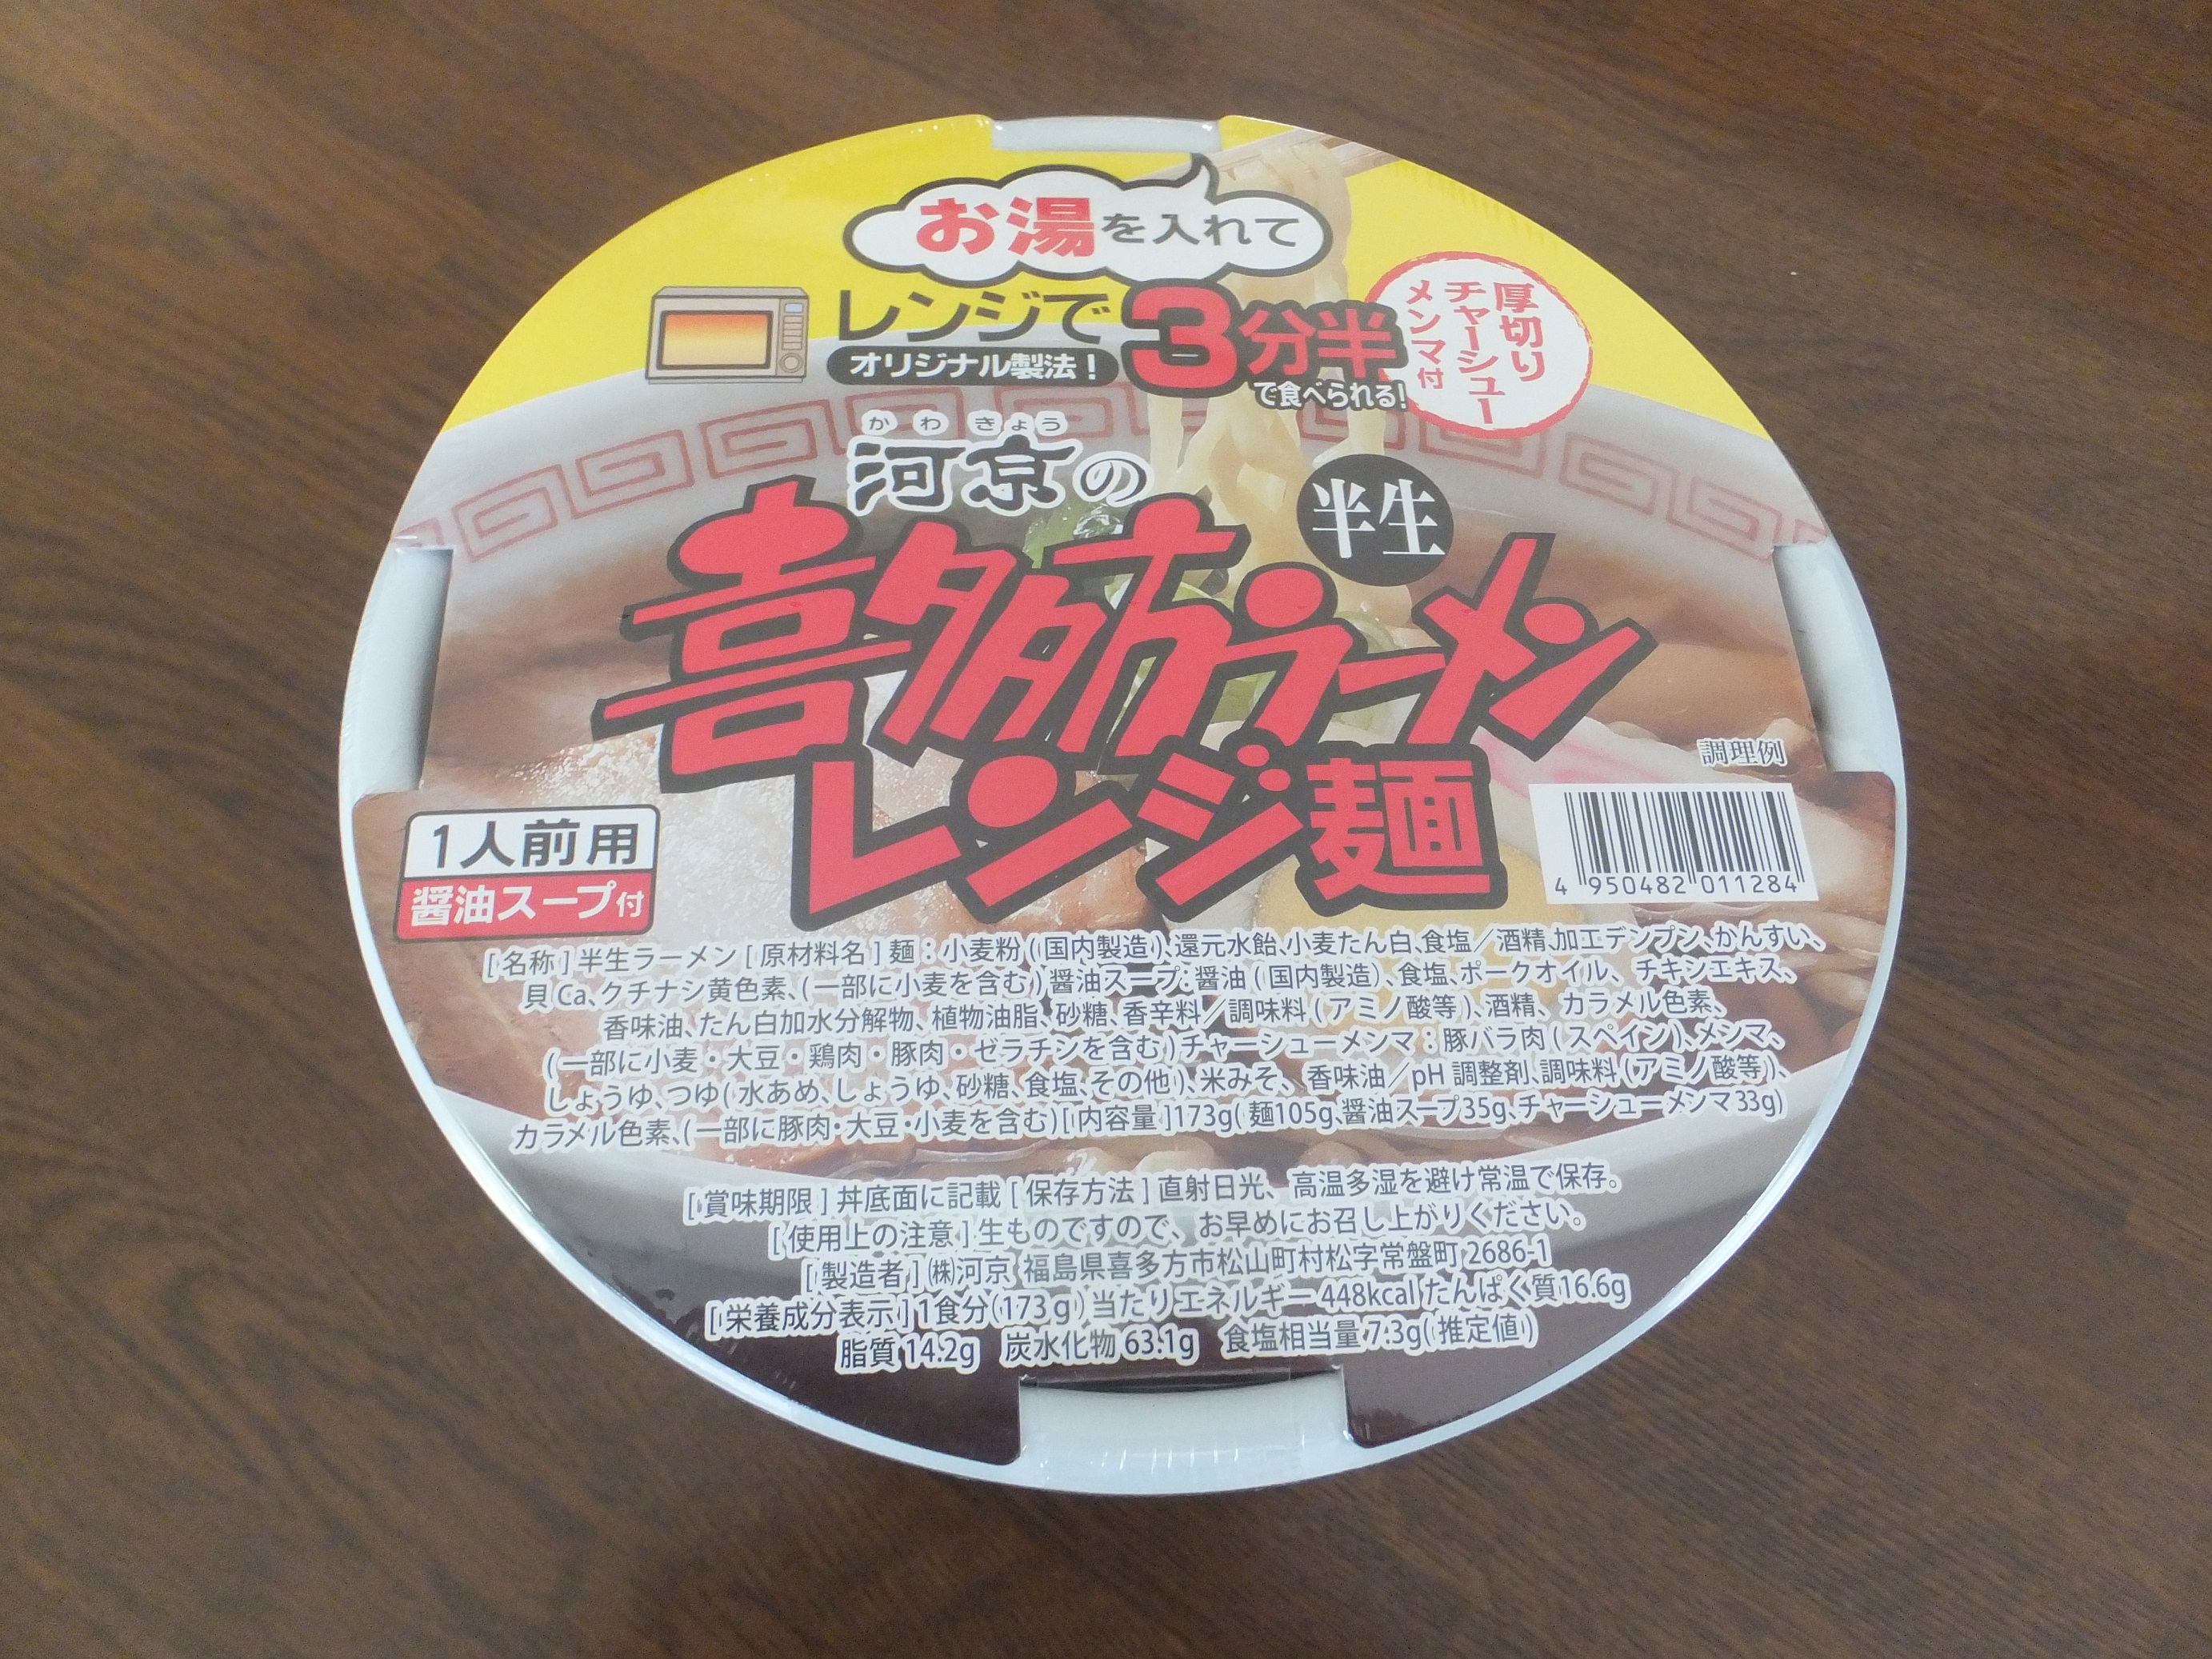 お湯を入れて
レンジで3分半
オリジナル製法!
で食べられる!
厚切り
チャーシュー
メンマ付
かわきょう
河京の
半生
喜多方ラーメン
レンジ麺
調理例
1人前用
醤油スープ付
4 950482 011284
[名称]半生ラーメン[原材料名]麺:小麦粉(国内製造)、還元水飴、小麦たん白、食塩/酒精、加工デンプン、かんすい、
貝Ca、クチナシ黄色素、(一部に小麦を含む)醤油スープ:醤油(国内製造)、食塩、ポークオイル、チキンエキス、
香味油、たん白加水分解物、植物油脂、砂糖、香辛料/調味料(アミノ酸等)、酒精、カラメル色素、
(一部に小麦・大豆・鶏肉・豚肉・ゼラチンを含む)チャーシューメンマ:豚バラ肉(スペイン)、メンマ、
しょうゆ、つゆ(水あめ、しょうゆ、砂糖、食塩、その他)、米みそ、香味油/pH調整剤、調味料(アミノ酸等)、
カラメル色素、(一部に豚肉・大豆・小麦を含む)[内容量]173g(麺105g、醤油スープ35g、チャーシューメンマ33g)
[賞味期限]丼底面に記載[保存方法]直射日光、高温多湿を避け常温で保存。
[使用上の注意]生ものですので、お早めにお召し上がりください。
[製造者]㈱河京 福島県喜多方市松山町村松字常盤町2686-1
[栄養成分表示]1食分(173g)当たりエネルギー448kcalたんぱく質16.6g
脂質14.2g 炭水化物63.1g 食塩相当量7.3g(推定値)